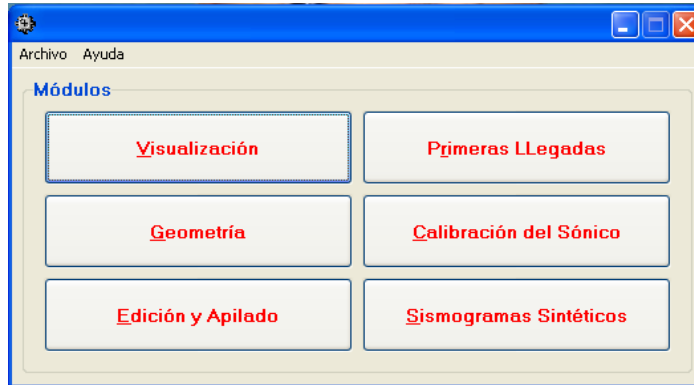 Archivo Ayuda
Módulos
Visualización
Primeras LLegadas
Geometría
Calibración del Sónico
Edición y Apilado
Sismogramas Sintéticos